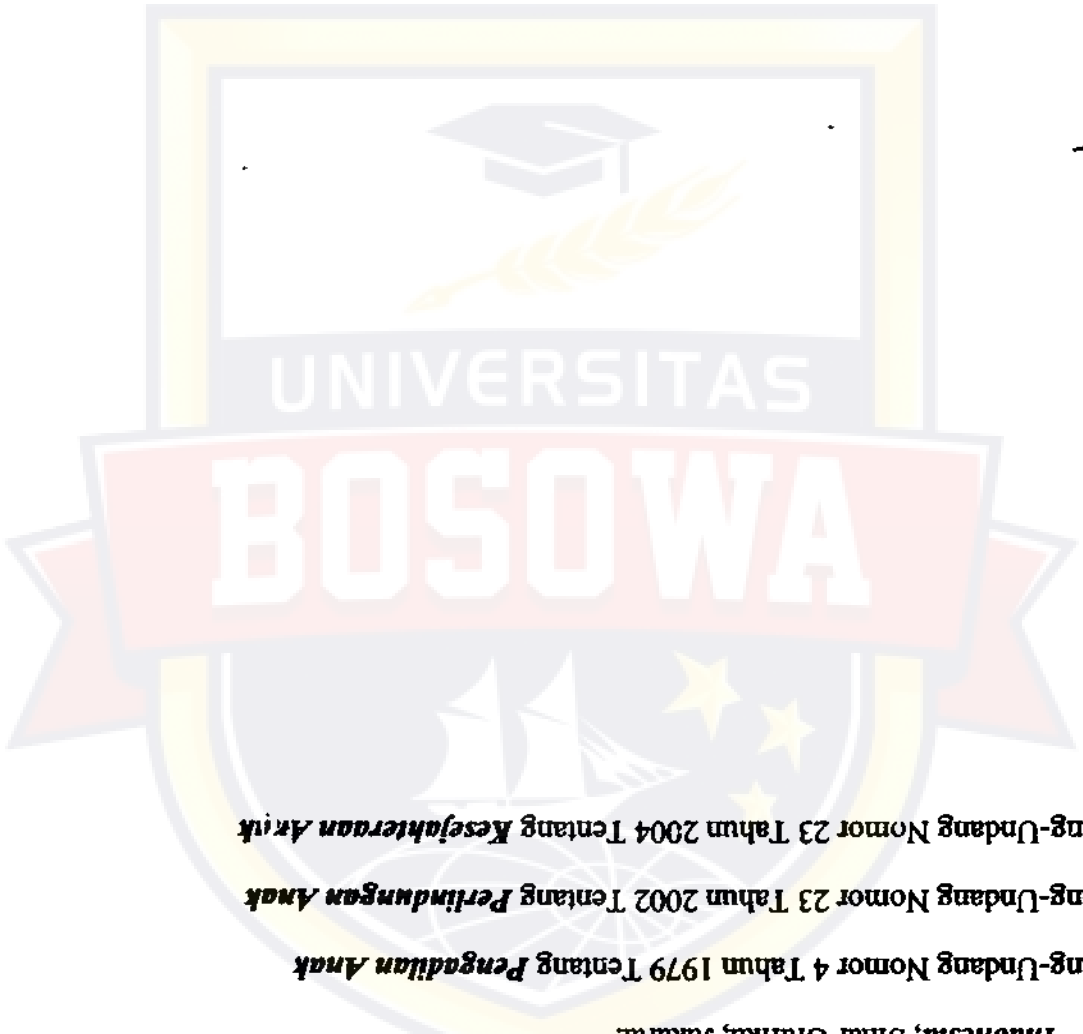 UNIVERSITAS
BOSOWA
Indonesia, Sinar Grafika, Jakarta.
ng-Undang Nomor 4 Tahun 1979 Tentang Pengadilan Anak
ng-Undang Nomor 23 Tahun 2002 Tentang Perlindungan Anak
ng-Undang Nomor 23 Tahun 2004 Tentang Kesejahteraan Anak